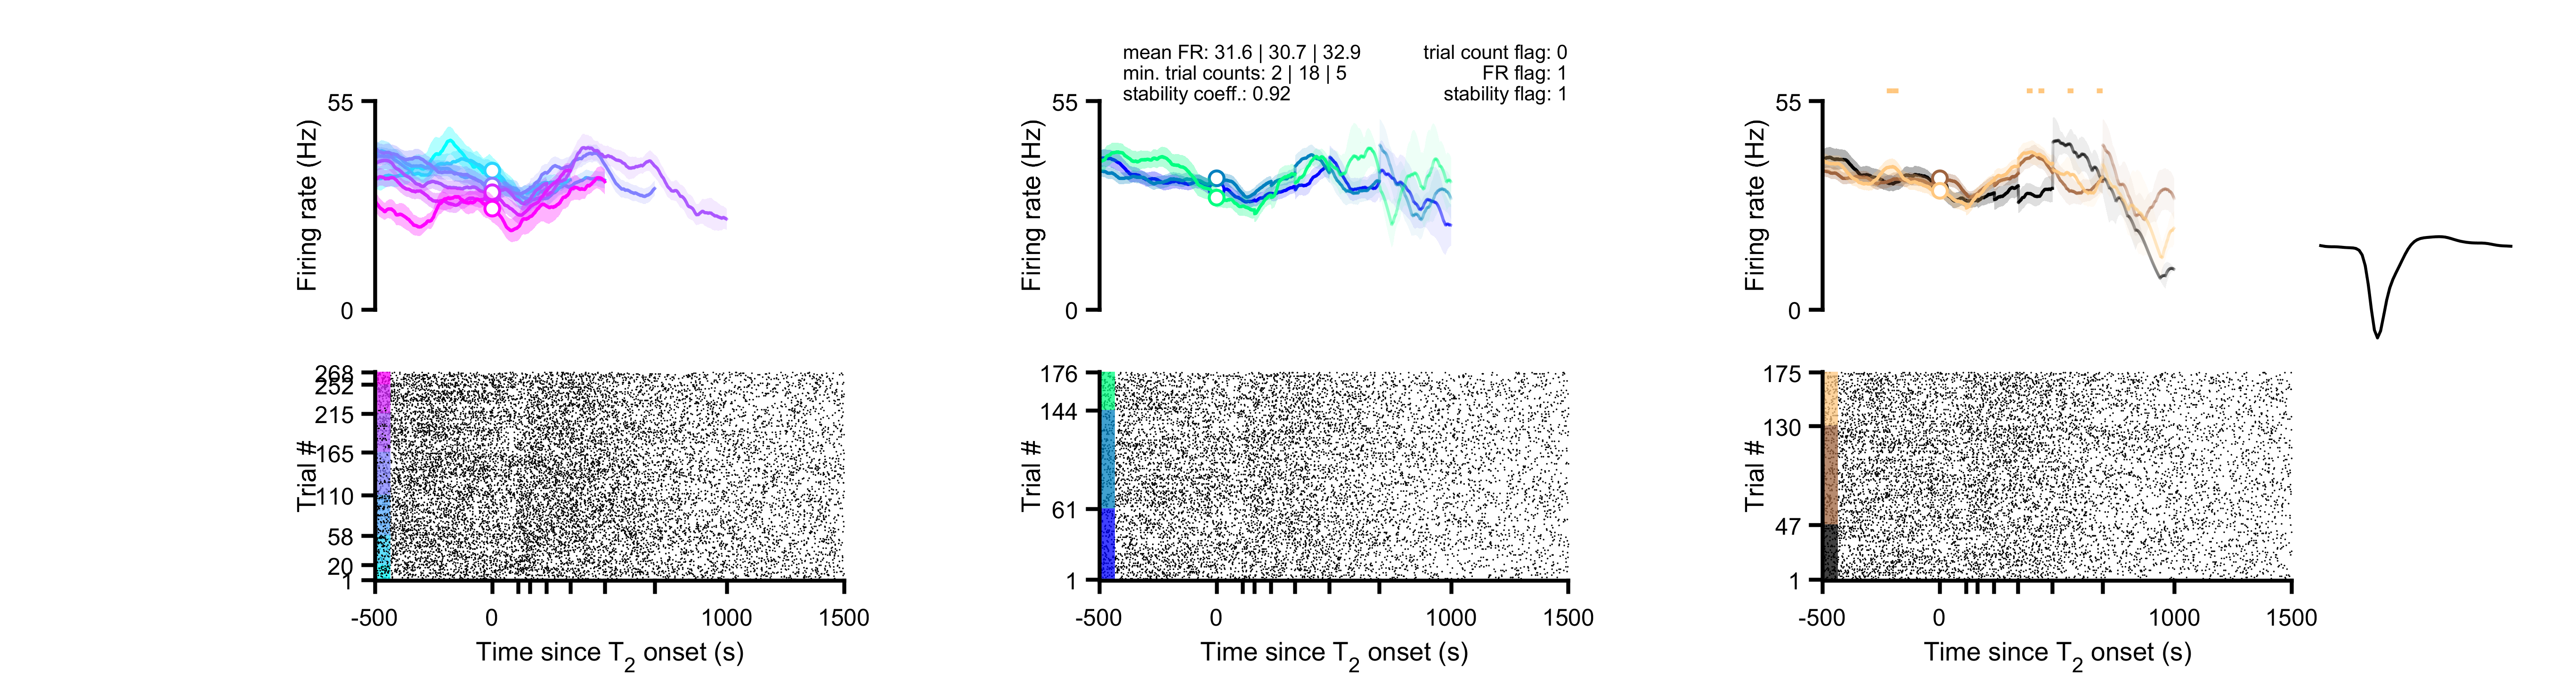 mean FR: 31.6 | 30.7 | 32.9
trial count flag: 0
min. trial counts: 2 | 18 | 5
FR flag: 1
stability coeff.: 0.92
stability flag: 1
55
Firing rate (Hz)
0
55
Firing rate (Hz)
0
55
Firing rate (Hz)
0
268
252
215
165
110
58
20
1
Trial #
-500
0
1000
1500
Time since T2 onset (s)
176
144
61
1
Trial #
-500
0
1000
1500
Time since T2 onset (s)
175
130
47
1
Trial #
-500
0
1000
1500
Time since T2 onset (s)